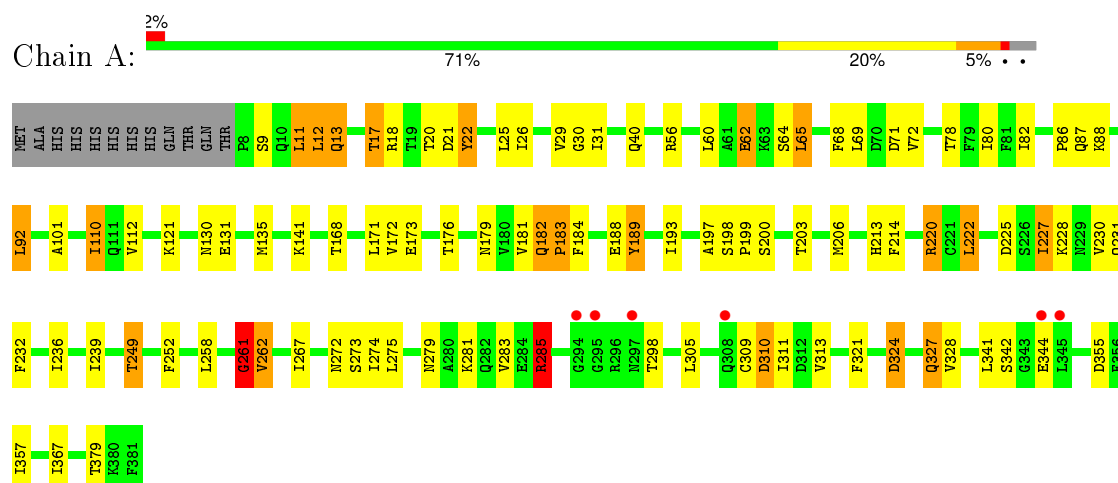 2%
Chain A:
71% 20% 5% • •
MET ALA HIS HIS HIS HIS HIS HIS HIS GLN THR GLN THR P8 S9 Q10 L11 L12 Q13 T17 R18 T19 T20 D21 Y22 L25 I26 V29 G30 I31 Q40 R56 L60 A61 E62 K63 S64 L65 F68 L69 D70 D71 V72 T78 F79 I80 F81 I82 P86 Q87 K88
L92 A101 I110 Q111 V112 K121 N130 E131 M135 K141 T168 L171 V172 E173 T176 N179 V180 V181 Q182 P183 F184 E188 Y189 I193 A197 S198 P199 S200 T203 M206 H213 F214 R220 C221 L222 D225 S226 I227 K228 N229 V230 Q231
F232 I236 I239 T249 F252 L258 G261 V262 I267 N272 S273 I274 L275 N279 A280 K281 Q282 V283 E284 R285 G294 G295 R296 N297 T298 L305 Q308 C309 D310 I311 D312 V313 F321 D324 Q327 V328 L341 S342 G343 E344 L345 D355 E356
I357 I367 T379 K380 F381